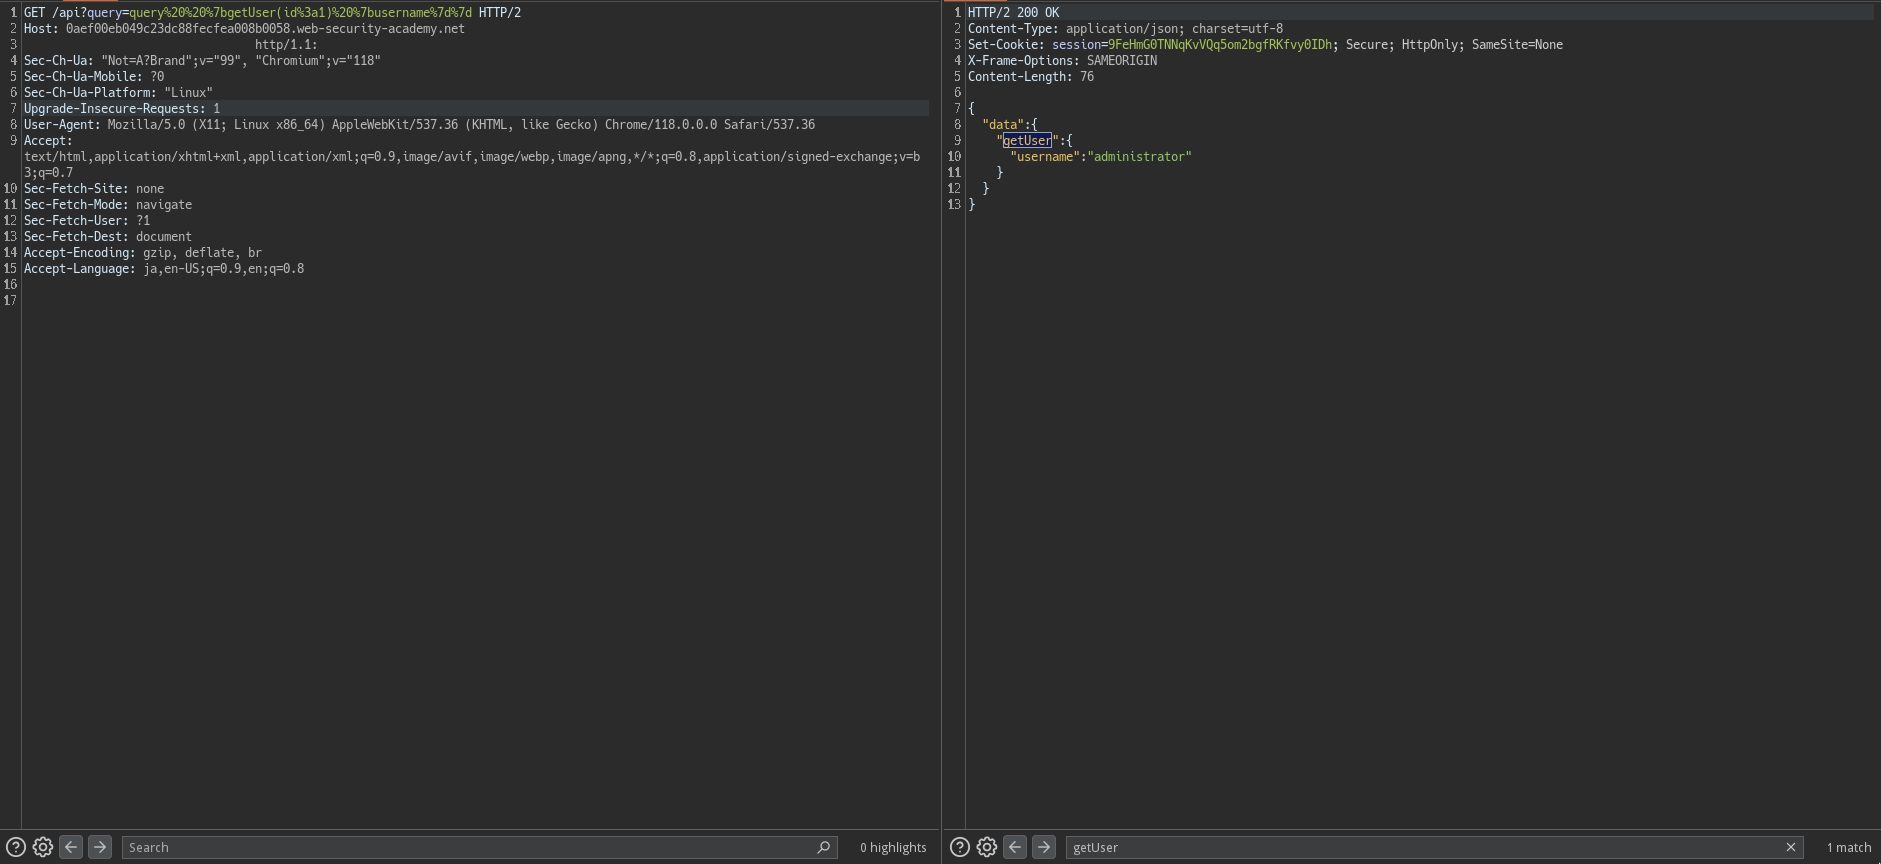 1 GET /api?query=query%20%20%7bgetUser(id%3a1)%20%7busername%7d%7d HTTP/2
2 Host: 0aef00eb049c23dc88fecfea008b0058.web-security-academy.net
3 http/1.1:
4 Sec-Ch-Ua: "Not=A?Brand";v="99", "Chromium";v="118"
5 Sec-Ch-Ua-Mobile: ?0
6 Sec-Ch-Ua-Platform: "Linux"
7 Upgrade-Insecure-Requests: 1
8 User-Agent: Mozilla/5.0 (X11; Linux x86_64) AppleWebKit/537.36 (KHTML, like Gecko) Chrome/118.0.0.0 Safari/537.36
9 Accept:
text/html,application/xhtml+xml,application/xml;q=0.9,image/avif,image/webp,image/apng,*/*;q=0.8,application/signed-exchange;v=b
3;q=0.7
10 Sec-Fetch-Site: none
11 Sec-Fetch-Mode: navigate
12 Sec-Fetch-User: ?1
13 Sec-Fetch-Dest: document
14 Accept-Encoding: gzip, deflate, br
15 Accept-Language: ja,en-US;q=0.9,en;q=0.8
16
17
Search
0 highlights
1 HTTP/2 200 OK
2 Content-Type: application/json; charset=utf-8
3 Set-Cookie: session=9FeHmG0TNNqKvVQq5om2bgfRKfvy0IDh; Secure; HttpOnly; SameSite=None
4 X-Frame-Options: SAMEORIGIN
5 Content-Length: 76
6
7 {
8 "data":{
9 "getUser":{
10 "username":"administrator"
11 }
12 }
13 }
getUser
1 match